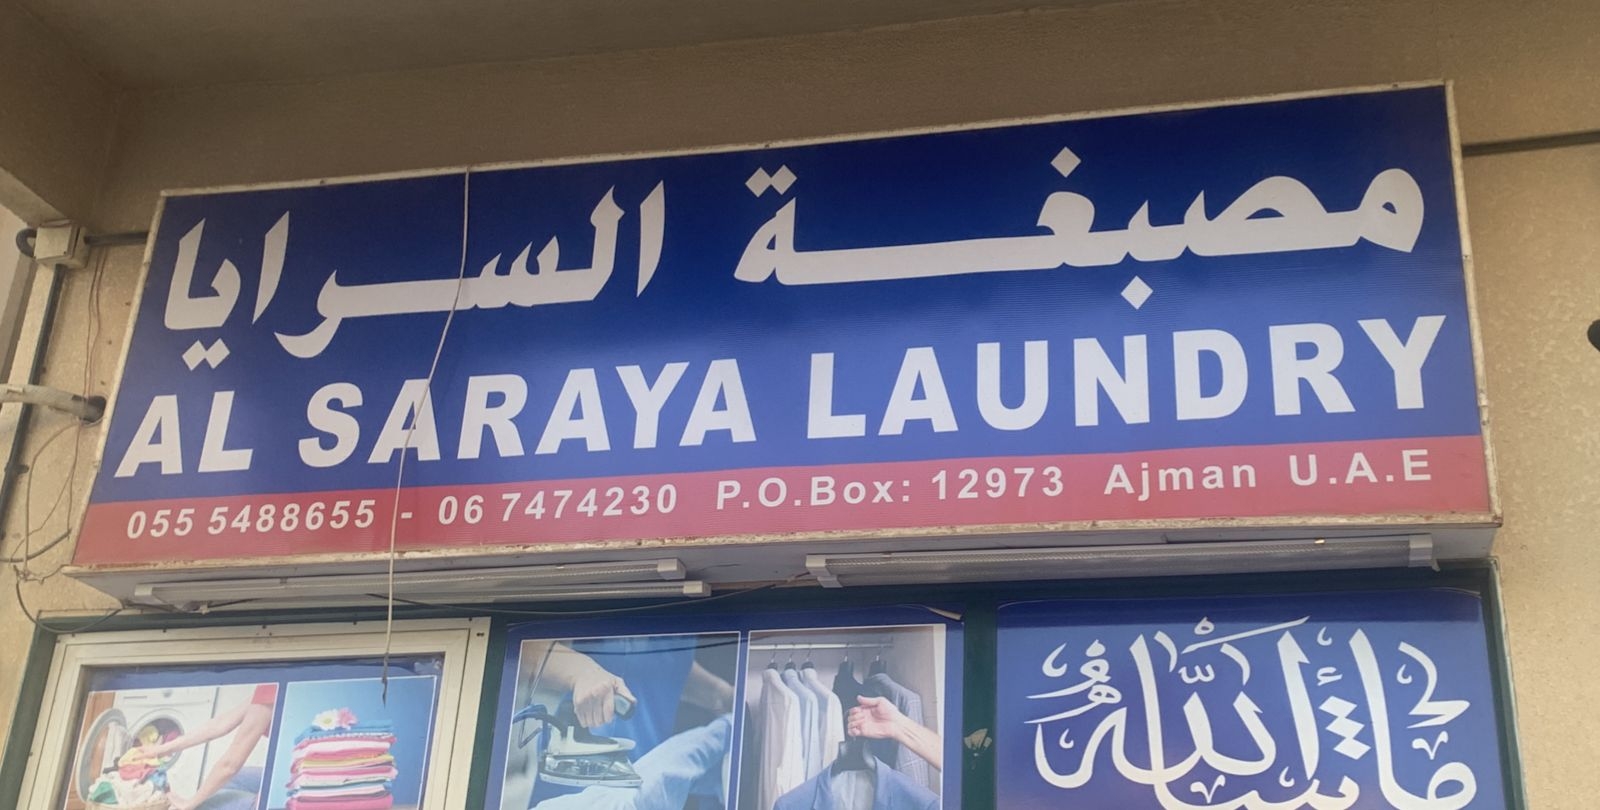 مصبغة السرايا
AL SARAYA LAUNDRY
055 5488655 - 06 7474230 P.O.Box: 12973 Ajman U.A.E
ما شاء الله